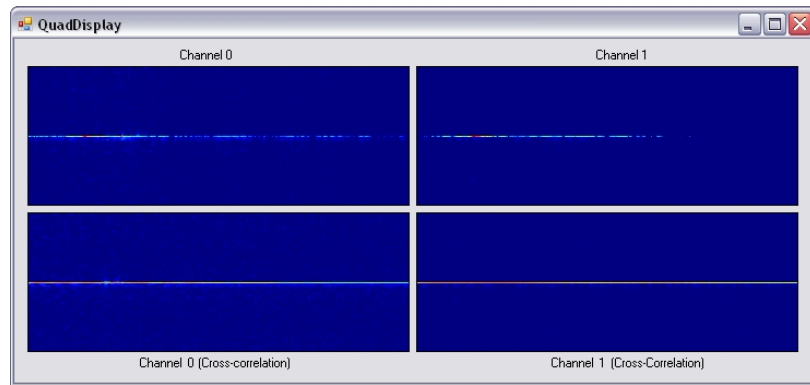 QuadDisplay
Channel 0
Channel 1
Channel 0 (Cross-correlation)
Channel 1 (Cross-Correlation)